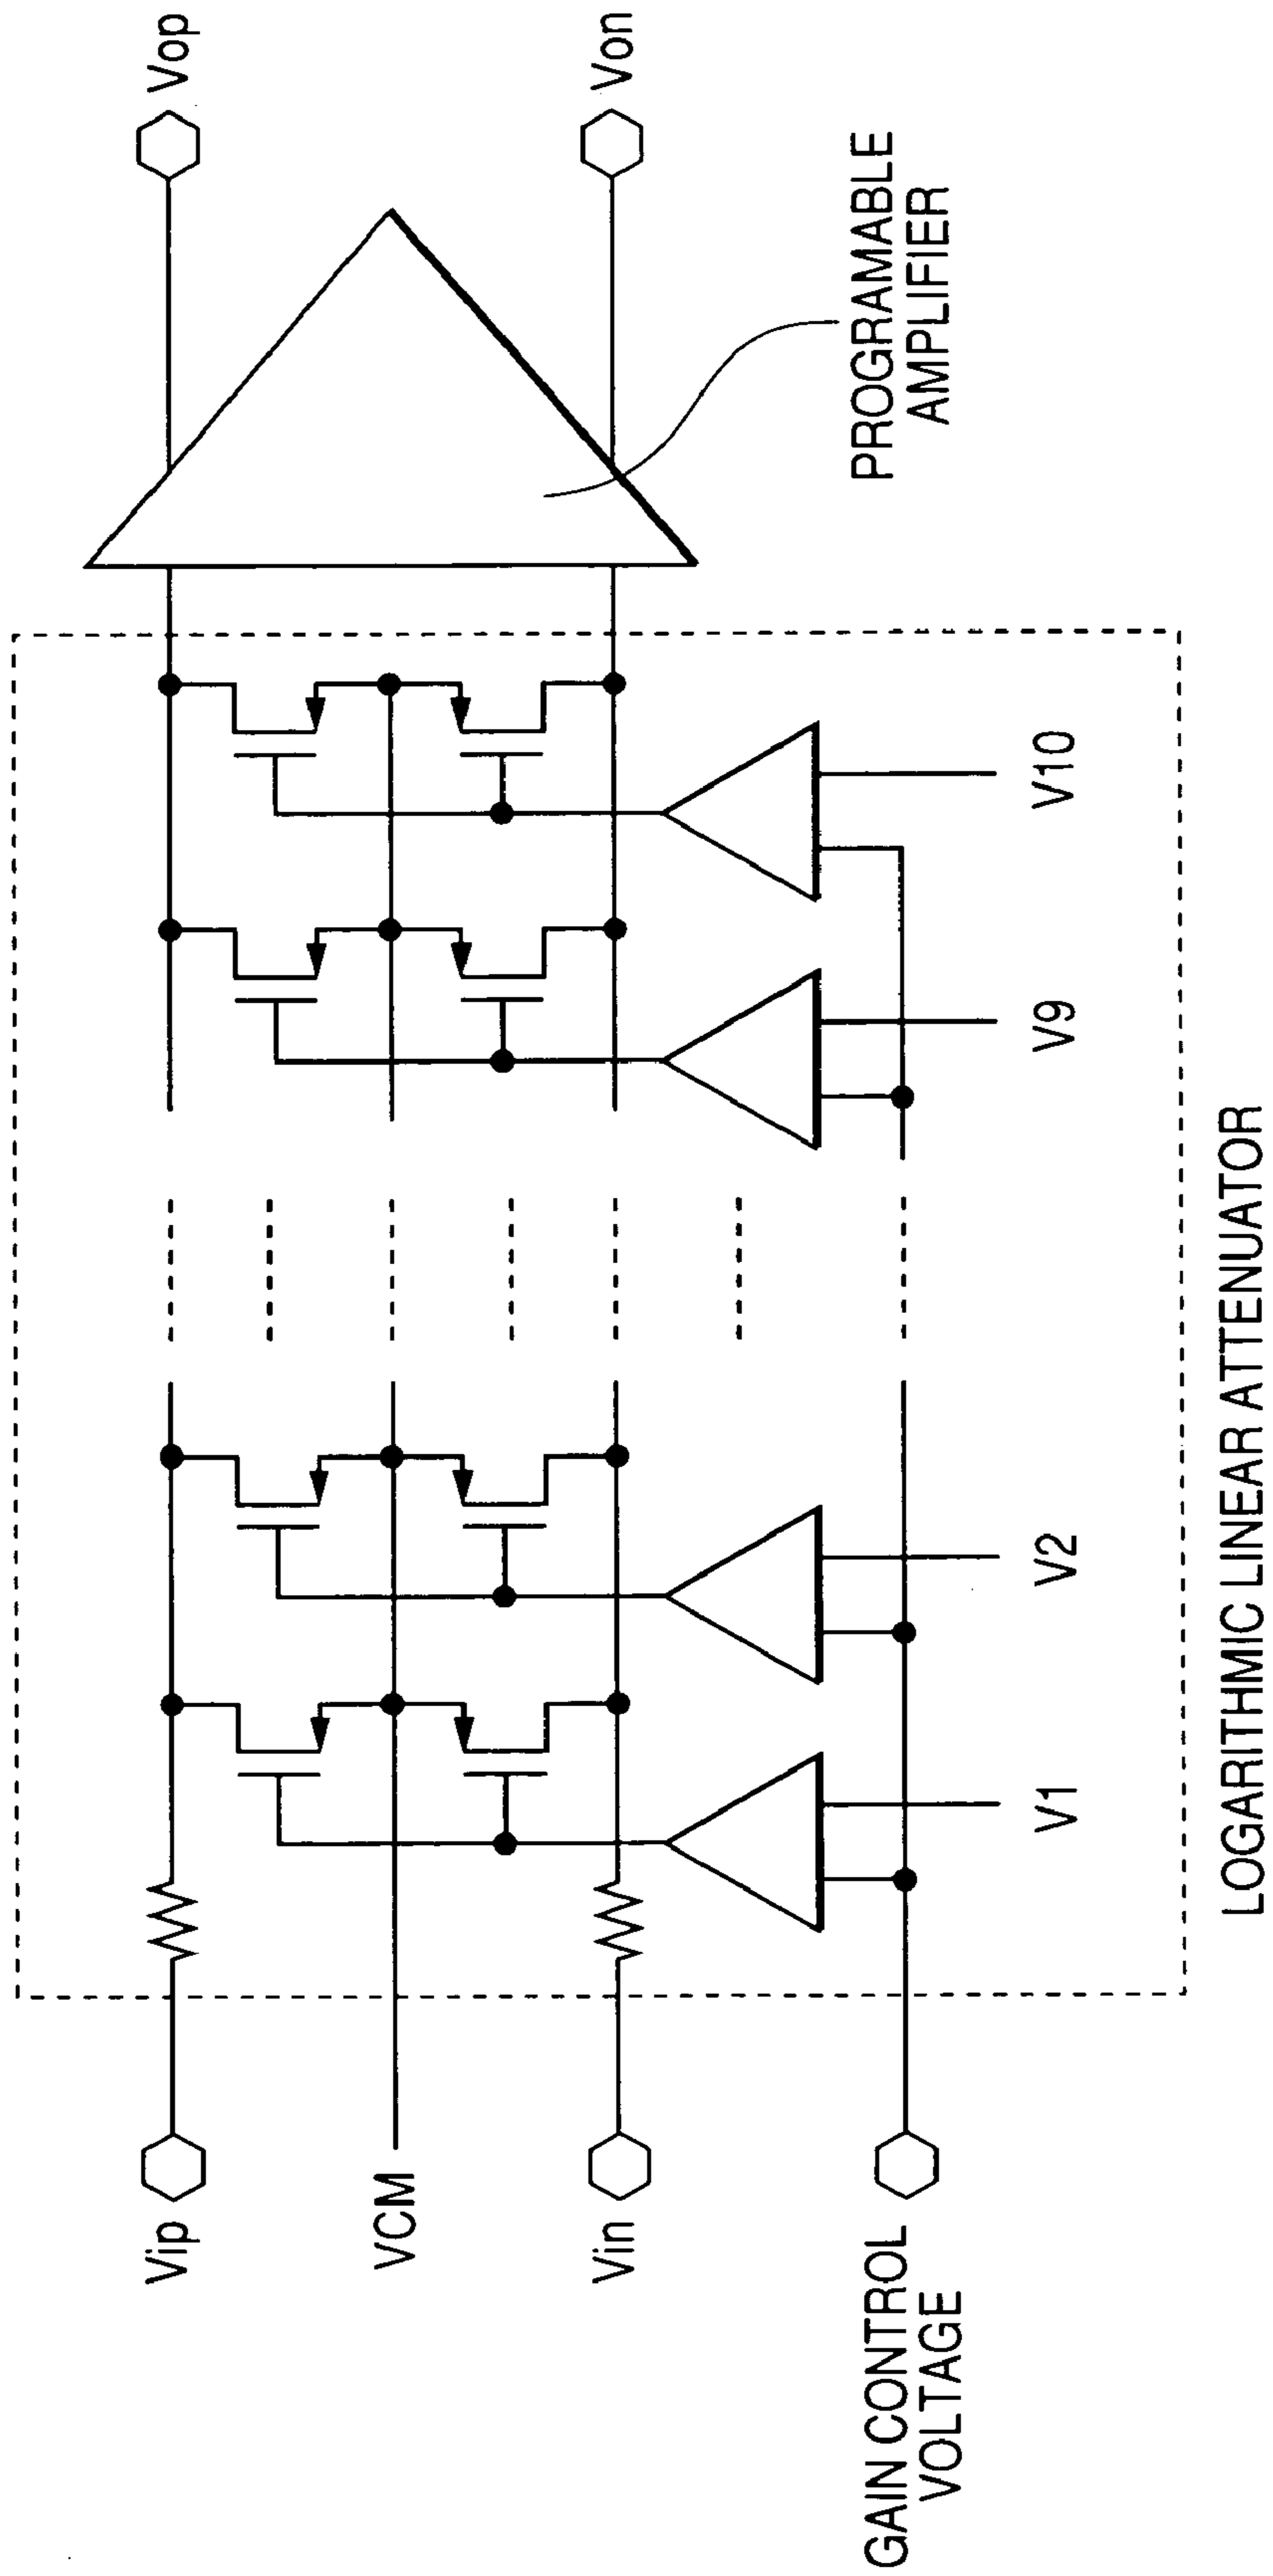 Vip
VCM
Vin
GAIN CONTROL
VOLTAGE
V1
V2
V9
V10
Vop
Von
PROGRAMABLE
AMPLIFIER
LOGARITHMIC LINEAR ATTENUATOR